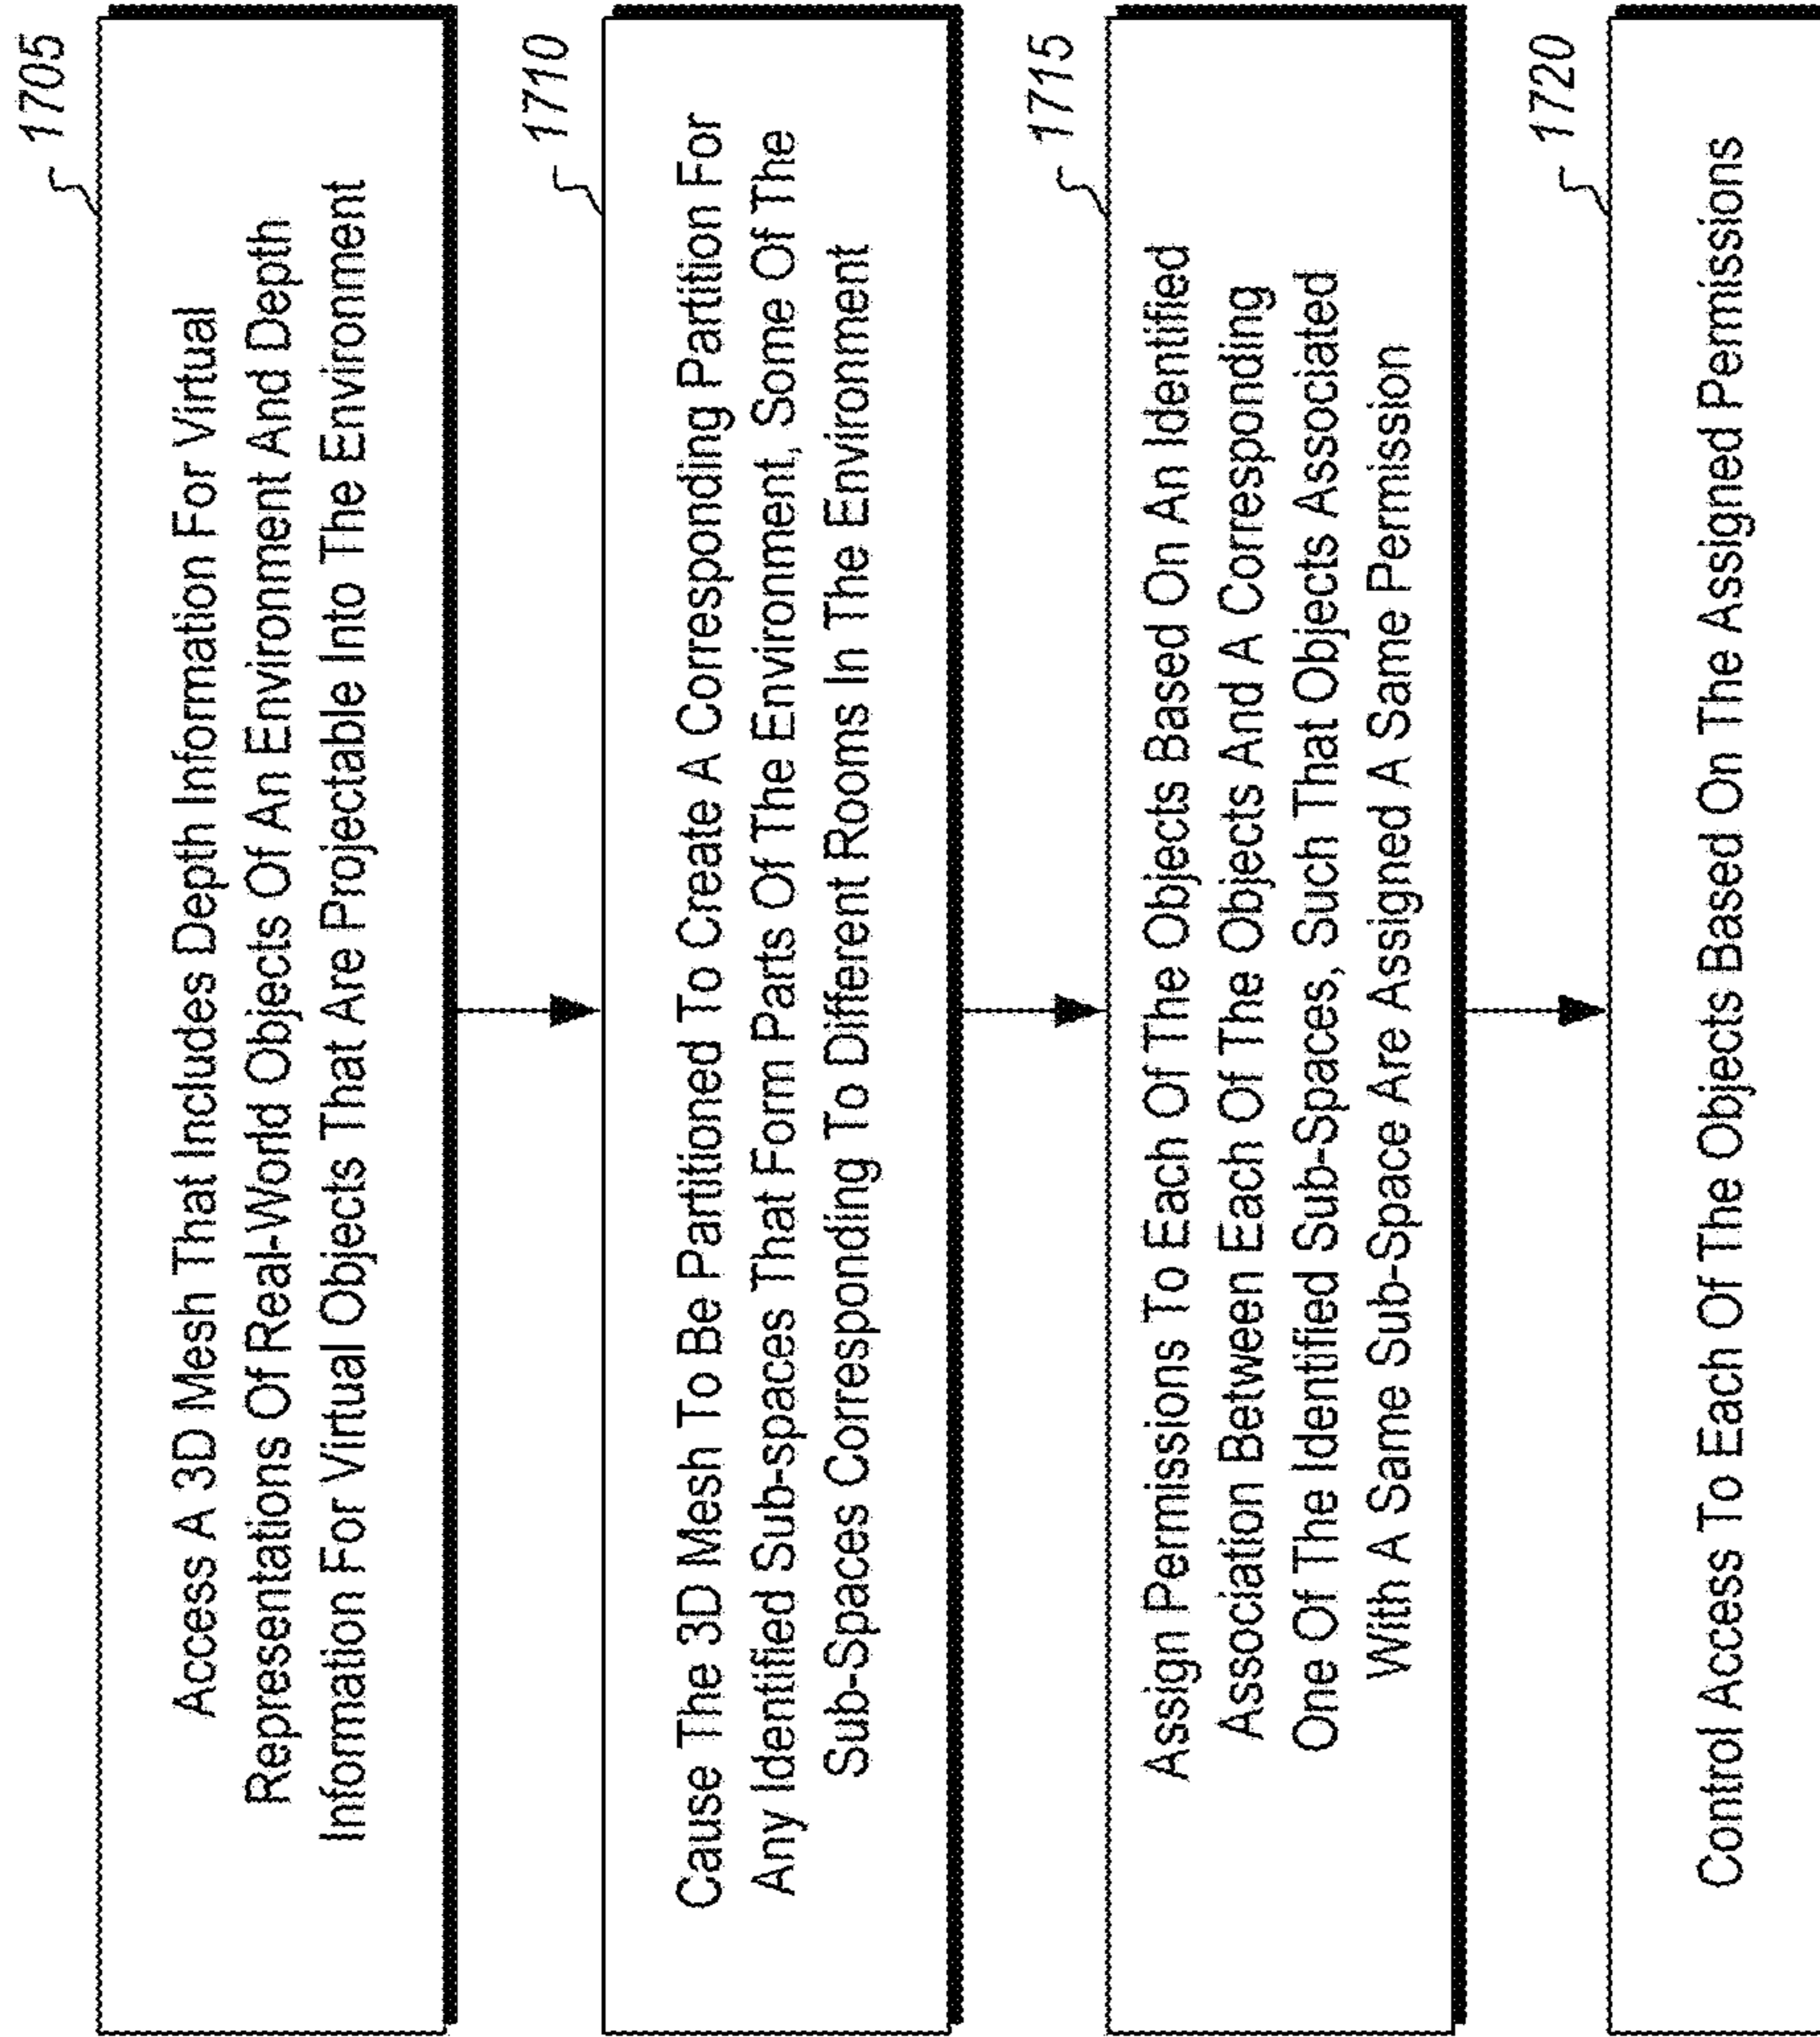 1705
Access A 3D Mesh That Includes Depth Information For Virtual
Representations Of Real-World Objects Of An Environment And Depth
Information For Virtual Objects That Are Projectable Into The Environment
1710
Cause The 3D Mesh To Be Partitioned To Create A Corresponding Partition For
Any Identified Sub-spaces That Form Parts Of The Environment, Some Of The
Sub-Spaces Corresponding To Different Rooms In The Environment
1715
Assign Permissions To Each Of The Objects Based On An Identified
Association Between Each Of The Objects And A Corresponding
One Of The Identified Sub-Spaces, Such That Objects Associated
With A Same Sub-Space Are Assigned A Same Permission
1720
Control Access To Each Of The Objects Based On The Assigned Permissions